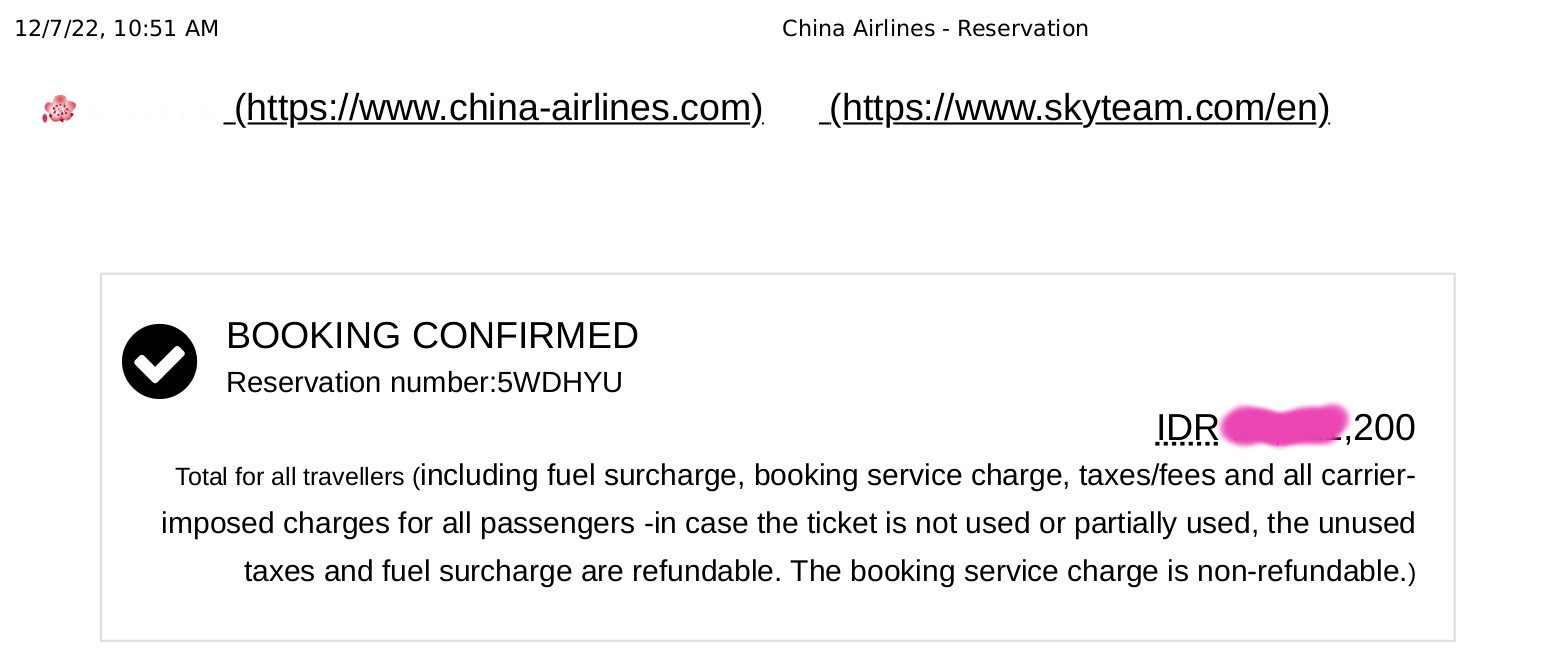 12/7/22, 10:51 AM China Airlines - Reservation
(https://www.china-airlines.com) (https://www.skyteam.com/en)
BOOKING CONFIRMED
Reservation number:5WDHYU
IDR ,200
Total for all travellers (including fuel surcharge, booking service charge, taxes/fees and all carrier-
imposed charges for all passengers -in case the ticket is not used or partially used, the unused
taxes and fuel surcharge are refundable. The booking service charge is non-refundable.)